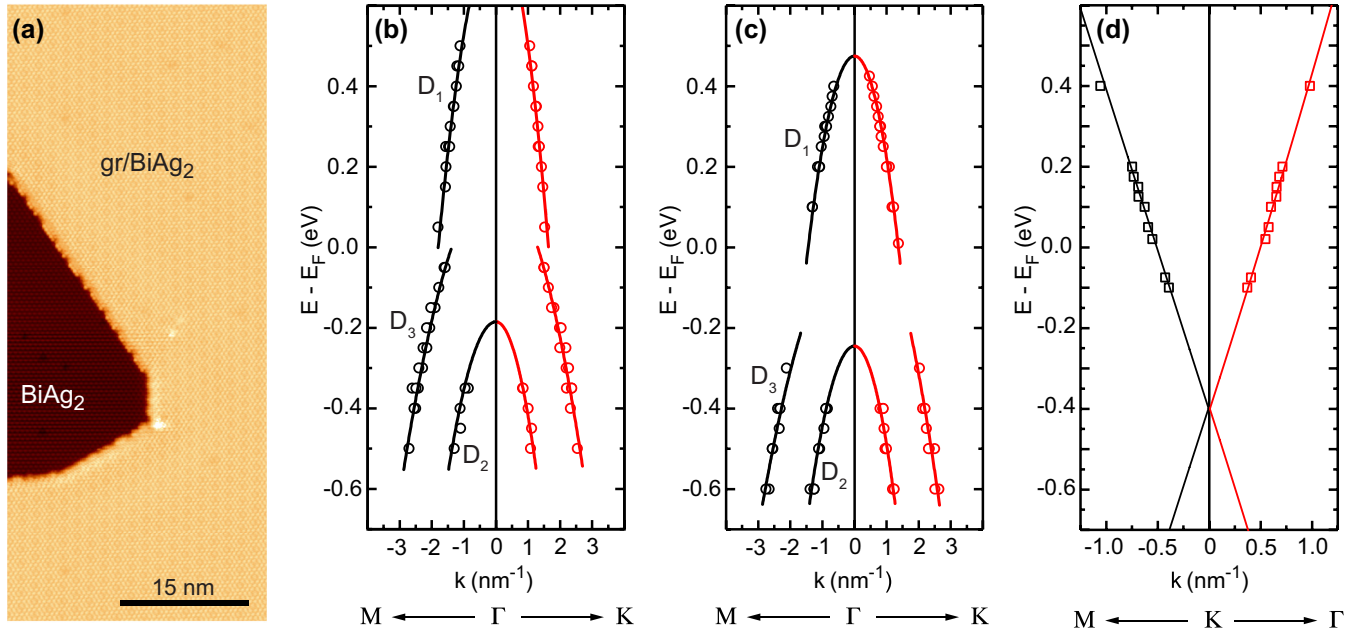 (a)
gr/BiAg₂
BiAg₂
15 nm
(b)
D₁
D₃
D₂
0.4
0.2
0.0
-0.2
-0.4
-0.6
E - E_F (eV)
-3 -2 -1 0 1 2 3
k (nm⁻¹)
M Γ K
(c)
D₁
D₃
D₂
0.4
0.2
0.0
-0.2
-0.4
-0.6
E - E_F (eV)
-3 -2 -1 0 1 2 3
k (nm⁻¹)
M Γ K
(d)
0.4
0.2
0.0
-0.2
-0.4
-0.6
E - E_F (eV)
-1.0 -0.5 0 0.5 1.0
k (nm⁻¹)
M K Γ